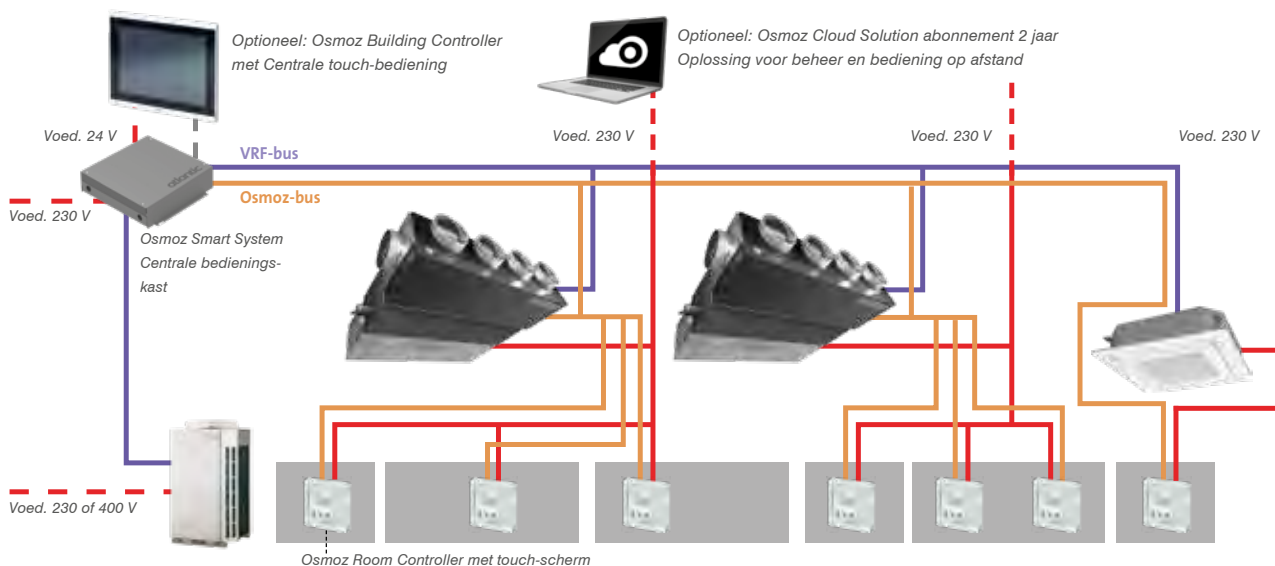 Optioneel: Osmoz Building Controller
met Centrale touch-bediening
Optioneel: Osmoz Cloud Solution abonnement 2 jaar
Oplossing voor beheer en bediening op afstand
Voed. 24 V
Voed. 230 V
Voed. 230 V
Voed. 230 V
VRF-bus
atlantic
Osmoz-bus
Voed. 230 V
Osmoz Smart System
Centrale bedienings-
kast
Voed. 230 of 400 V
Osmoz Room Controller met touch-scherm